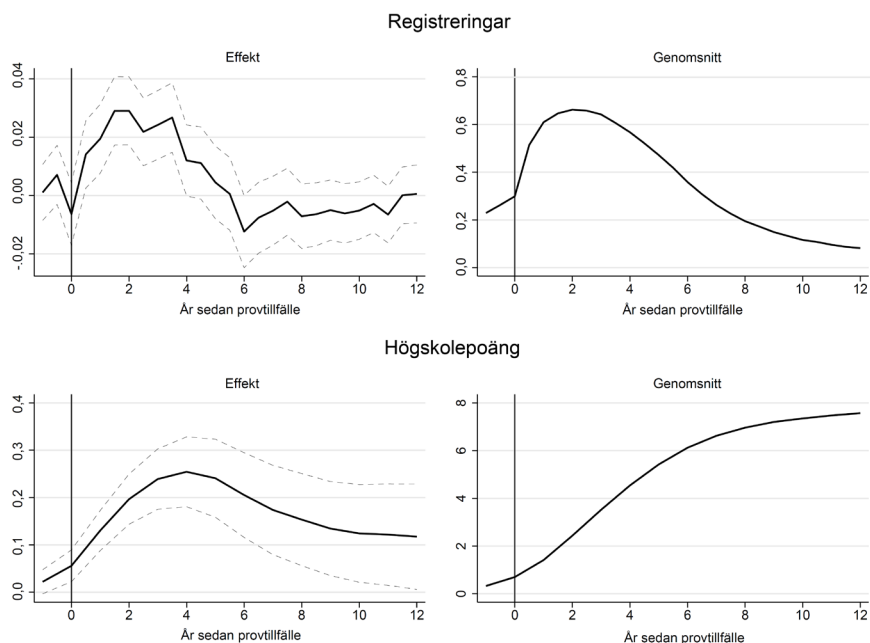 Registreringar
Effekt
Genomsnitt
0,04
0,02
0,00
-,0,02
0 2 4 6 8 10 12
År sedan provtillfälle
0,8
0,6
0,4
0,2
0,0
0 2 4 6 8 10 12
År sedan provtillfälle
Högskolepoäng
Effekt
Genomsnitt
0,4
0,3
0,2
0,1
0,0
0 2 4 6 8 10 12
År sedan provtillfälle
8
6
4
2
0
0 2 4 6 8 10 12
År sedan provtillfälle